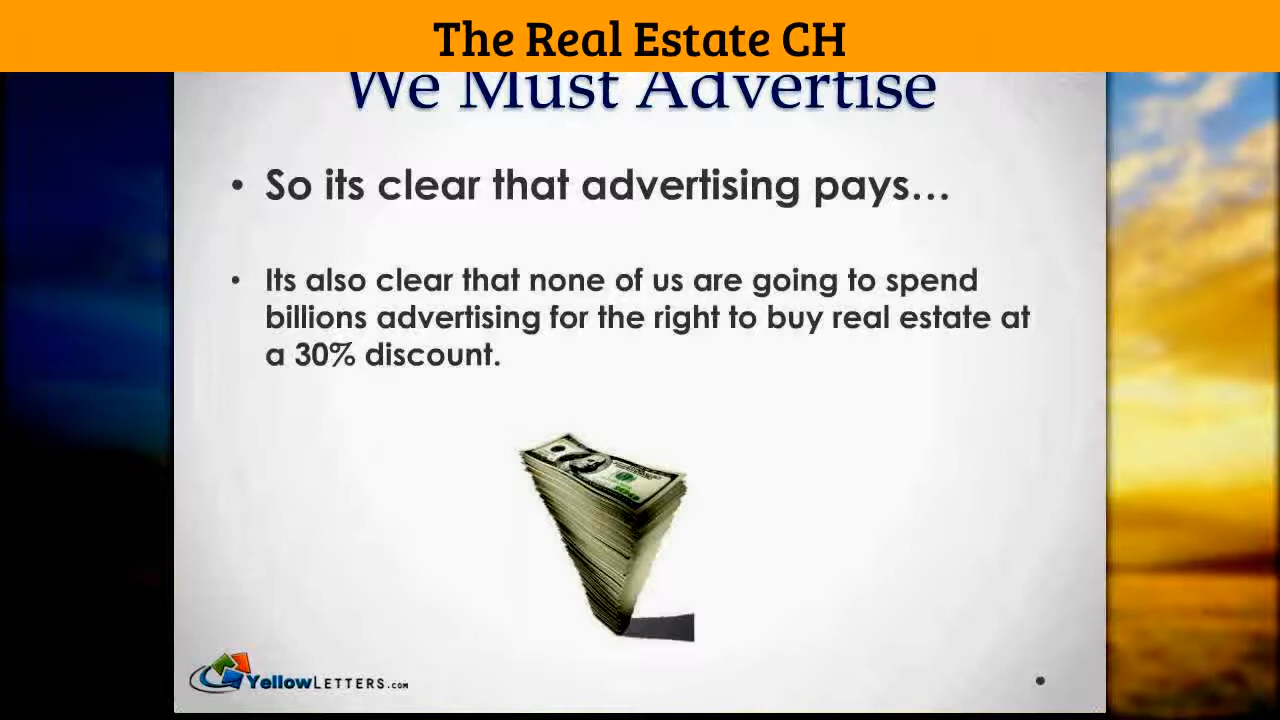 The Real Estate CH
We Must Advertise
• So its clear that advertising pays...
• Its also clear that none of us are going to spend
billions advertising for the right to buy real estate at
a 30% discount.
YellowLETTERS.COM